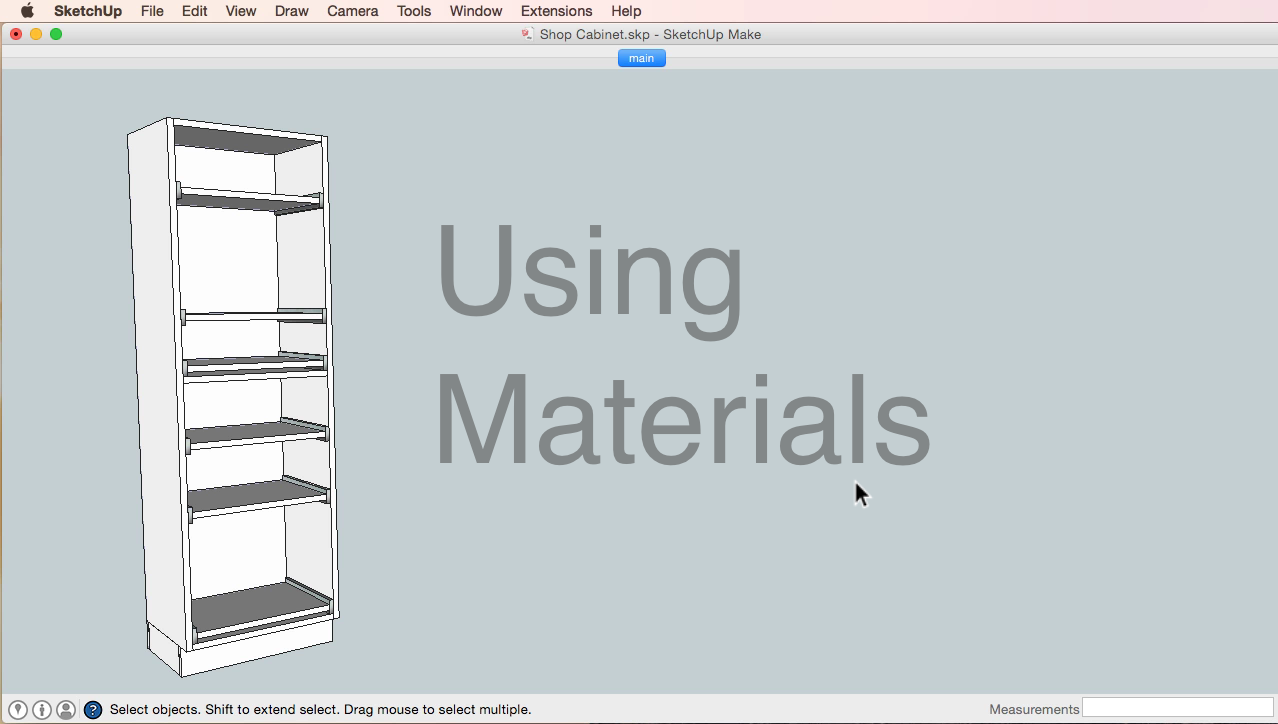 SketchUp File Edit View Draw Camera Tools Window Extensions Help
Shop Cabinet.skp - SketchUp Make
main
Using
Materials
? Select objects. Shift to extend select. Drag mouse to select multiple. Measurements